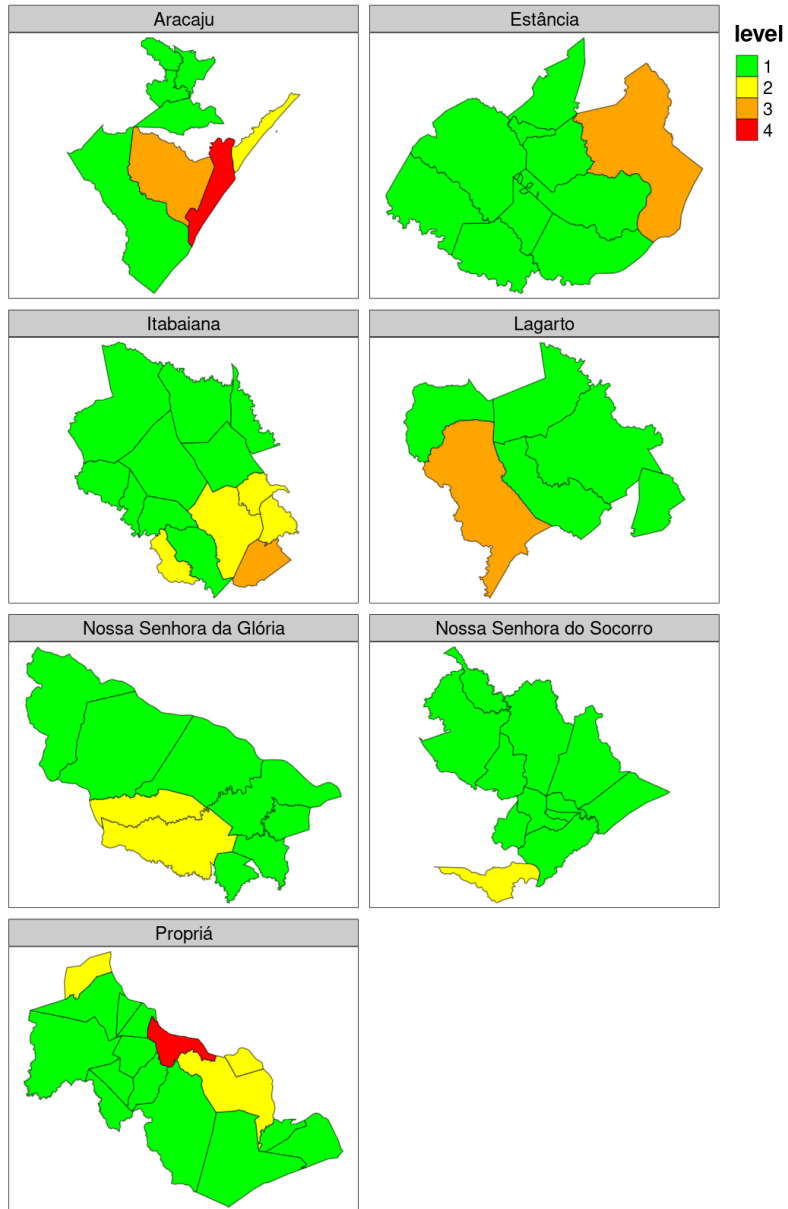 Aracaju
Estância
level
1
2
3
4
Itabaiana
Lagarto
Nossa Senhora da Glória
Nossa Senhora do Socorro
Propriá